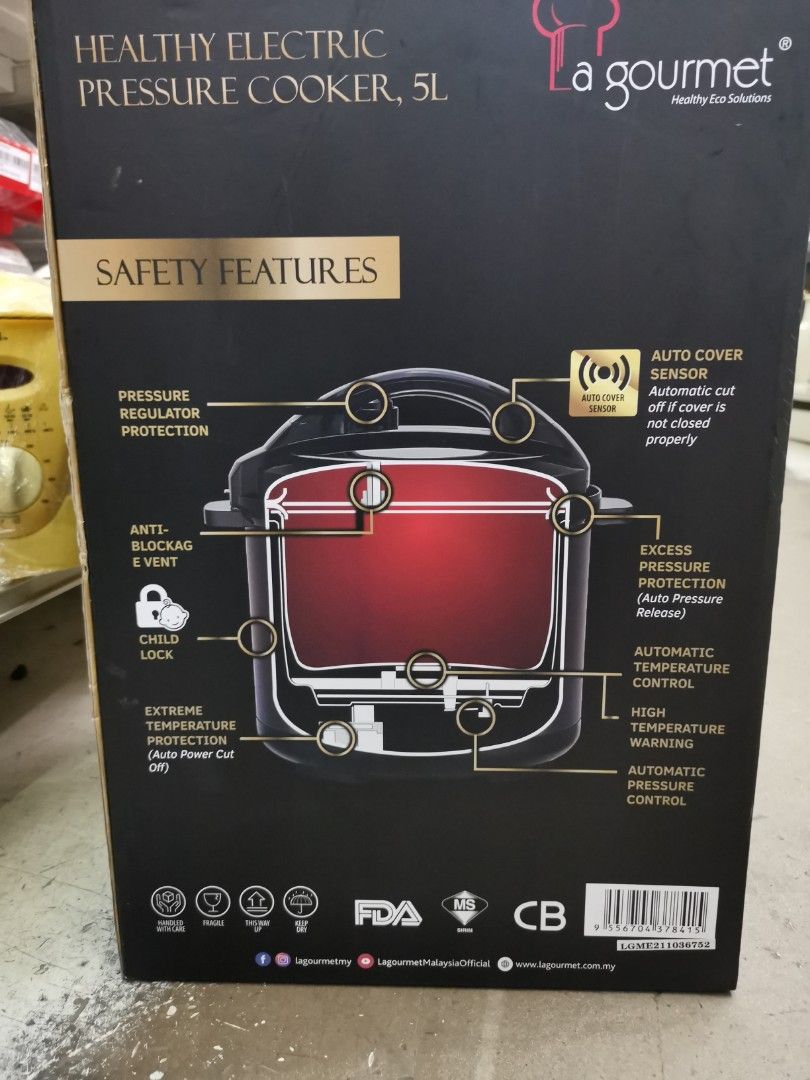 HEALTHY ELECTRIC
PRESSURE COOKER, 5L
La gourmet®
Healthy Eco Solutions
SAFETY FEATURES
PRESSURE
REGULATOR
PROTECTION
AUTO COVER
SENSOR
AUTO COVER
SENSOR
Automatic cut
off if cover is
not closed
properly
ANTI-
BLOCKAG
E VENT
EXCESS
PRESSURE
PROTECTION
(Auto Pressure
Release)
CHILD
LOCK
AUTOMATIC
TEMPERATURE
CONTROL
HIGH
TEMPERATURE
WARNING
EXTREME
TEMPERATURE
PROTECTION
(Auto Power Cut
Off)
AUTOMATIC
PRESSURE
CONTROL
HANDLED
WITH CARE
FRAGILE
THIS WAY
UP
KEEP
DRY
FDA
MS
SIRIM
CB
9 556704 378415
LGME211036752
lagourmetmy
LagourmetMalaysiaOfficial
www.lagourmet.com.my